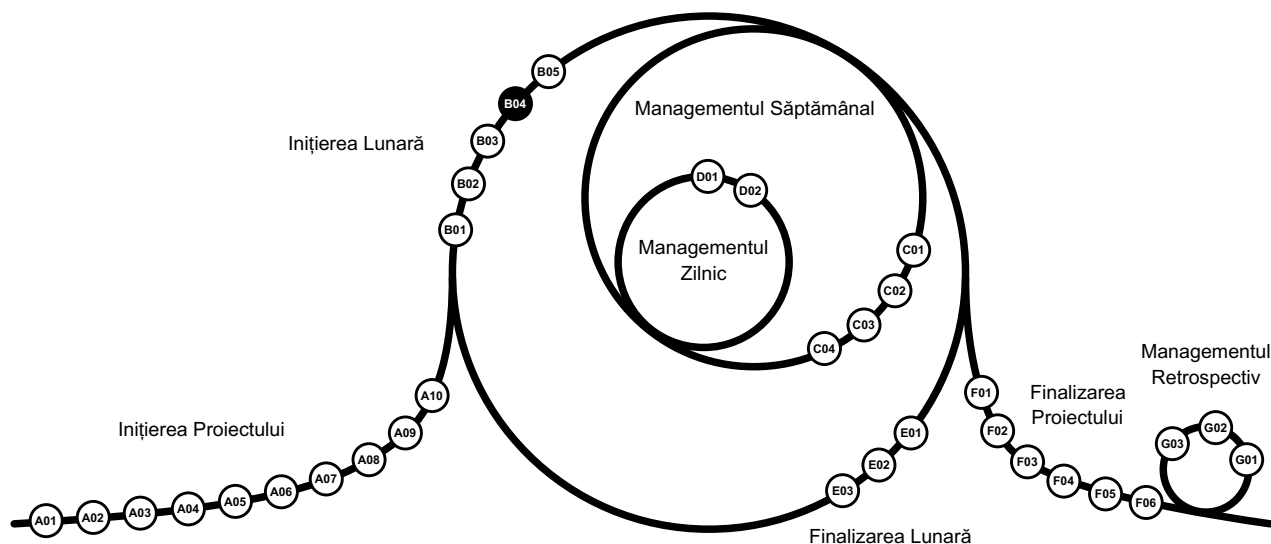 Inițierea Proiectului
A01
A02
A03
A04
A05
A06
A07
A08
A09
A10
Inițierea Lunară
B01
B02
B03
B04
B05
Managementul Săptămânal
C01
C02
C03
C04
Managementul
Zilnic
D01
D02
Finalizarea Lunară
E01
E02
E03
Finalizarea
Proiectului
F01
F02
F03
F04
F05
F06
Managementul
Retrospectiv
G01
G02
G03